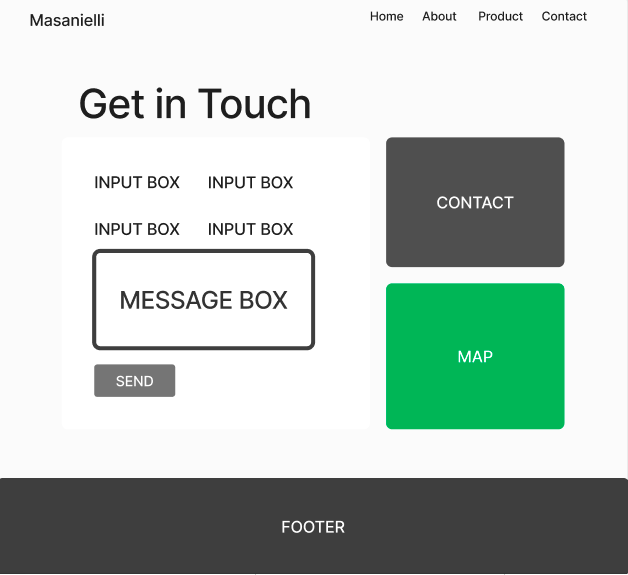 Masanielli
Home About Product Contact
Get in Touch
INPUT BOX INPUT BOX
INPUT BOX INPUT BOX
MESSAGE BOX
SEND
CONTACT
MAP
FOOTER